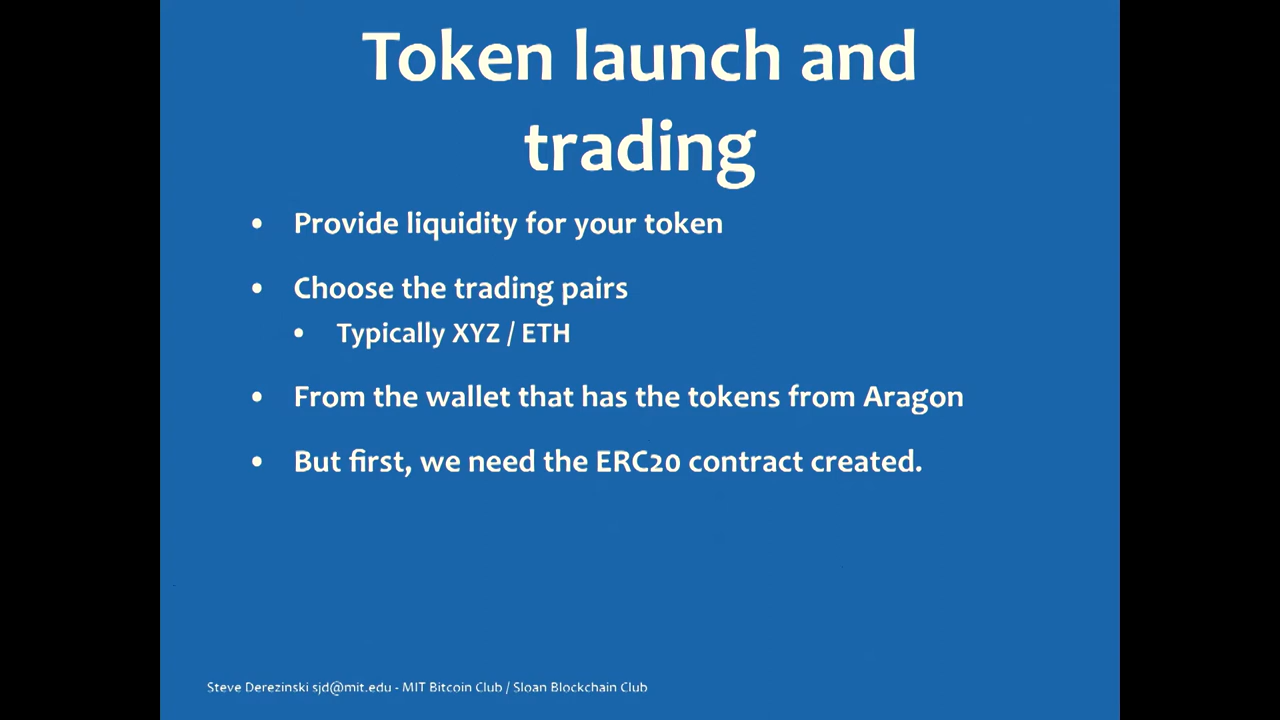 Token launch and
trading
• Provide liquidity for your token
• Choose the trading pairs
• Typically XYZ / ETH
• From the wallet that has the tokens from Aragon
• But first, we need the ERC20 contract created.
Steve Derezinski sjd@mit.edu - MIT Bitcoin Club / Sloan Blockchain Club